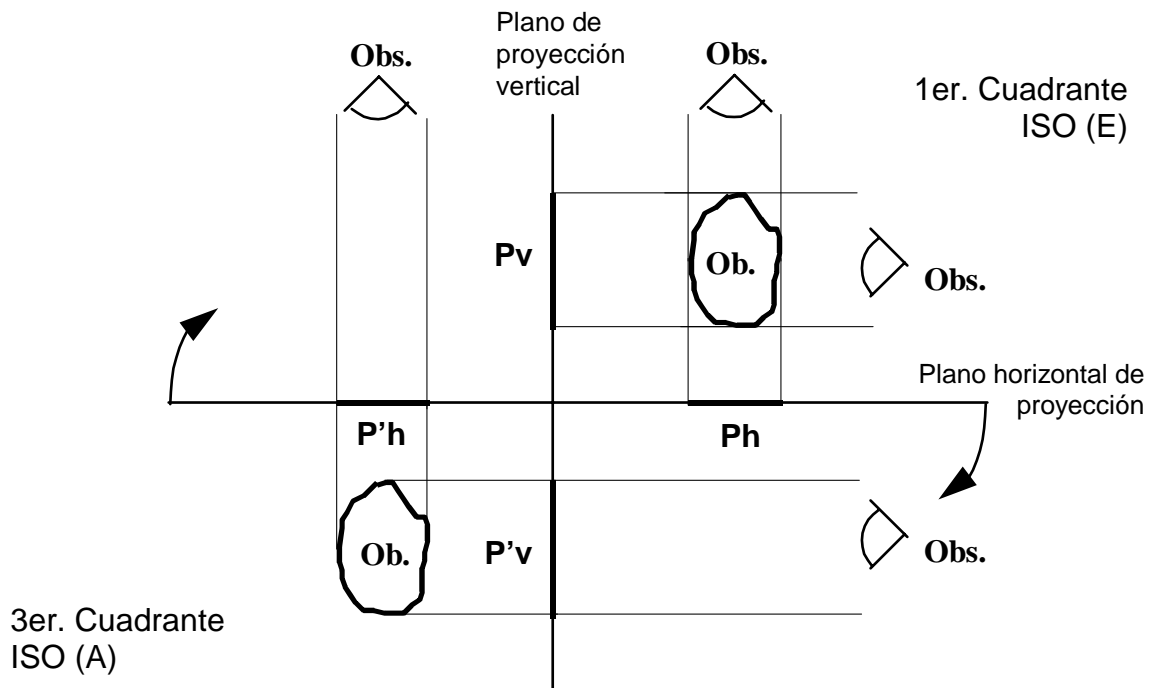 Plano de
proyección
vertical
Obs.
Obs.
1er. Cuadrante
ISO (E)
Pv
Ob.
Obs.
Plano horizontal de
proyección
P’h
Ph
Ob.
P’v
Obs.
3er. Cuadrante
ISO (A)